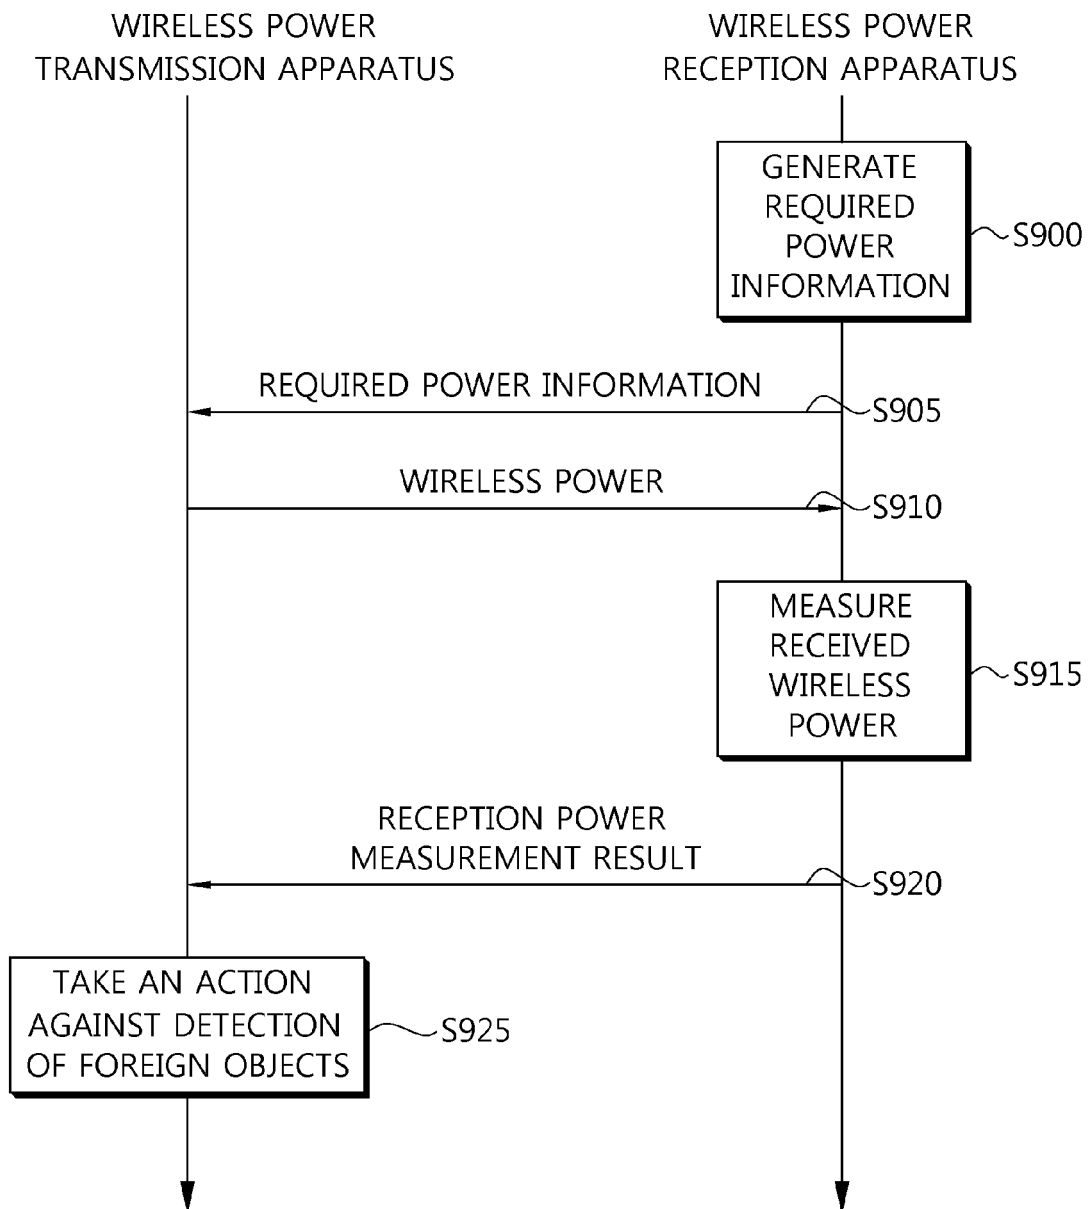 WIRELESS POWER
TRANSMISSION APPARATUS
WIRELESS POWER
RECEPTION APPARATUS
GENERATE
REQUIRED
POWER
INFORMATION
S900
REQUIRED POWER INFORMATION
S905
WIRELESS POWER
S910
MEASURE
RECEIVED
WIRELESS
POWER
S915
RECEPTION POWER
MEASUREMENT RESULT
S920
TAKE AN ACTION
AGAINST DETECTION
OF FOREIGN OBJECTS
S925